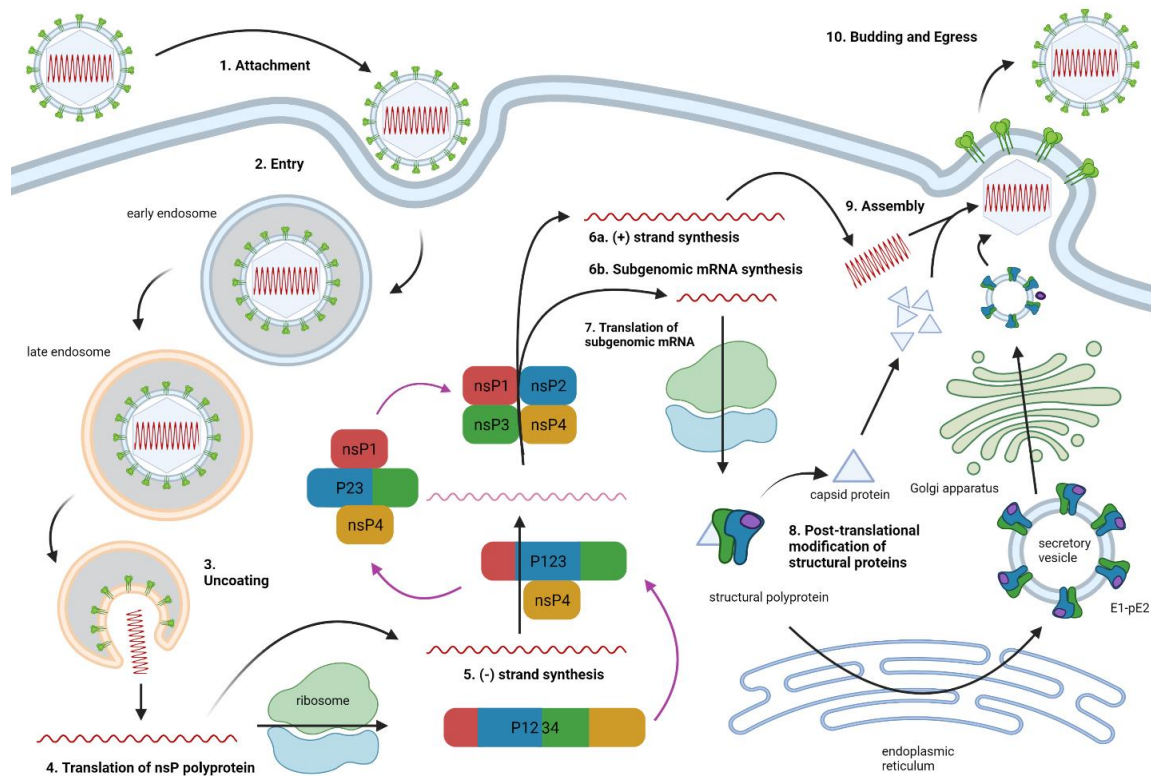 1. Attachment
10. Budding and Egress
2. Entry
early endosome
late endosome
3.
Uncoating
4. Translation of nsP polyprotein
ribosome
P1234
5. (-) strand synthesis
P123
nsP4
nsP1
P23
nsP4
nsP1
nsP2
nsP3
nsP4
6a. (+) strand synthesis
6b. Subgenomic mRNA synthesis
7. Translation of
subgenomic mRNA
structural polyprotein
capsid protein
8. Post-translational
modification of
structural proteins
endoplasmic
reticulum
secretory
vesicle
E1-pE2
Golgi apparatus
9. Assembly